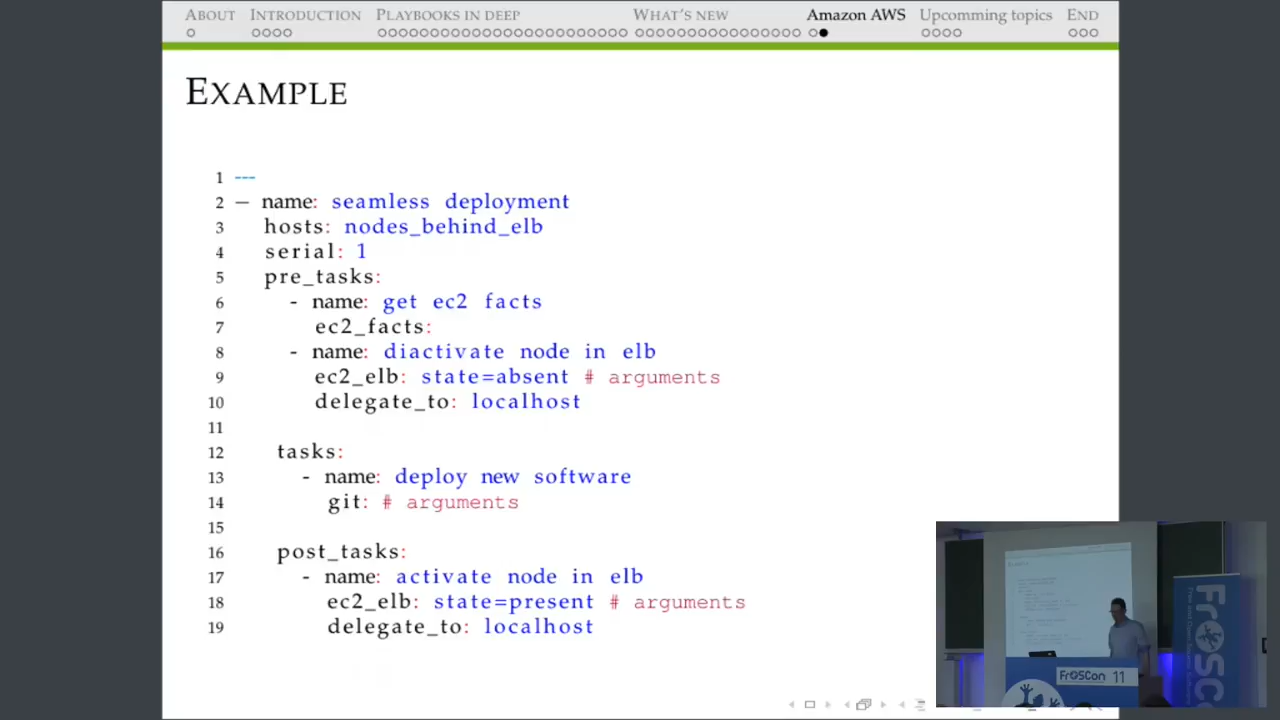 ABOUT INTRODUCTION PLAYBOOKS IN DEEP WHAT'S NEW Amazon AWS Upcomming topics END
EXAMPLE
1 ---
2 – name: seamless deployment
3 hosts: nodes_behind_elb
4 serial: 1
5 pre_tasks:
6 - name: get ec2 facts
7 ec2_facts:
8 - name: diactivate node in elb
9 ec2_elb: state=absent # arguments
10 delegate_to: localhost
11
12 tasks:
13 - name: deploy new software
14 git: # arguments
15
16 post_tasks:
17 - name: activate node in elb
18 ec2_elb: state=present # arguments
19 delegate_to: localhost
FrOSCon 11
FrOSCon